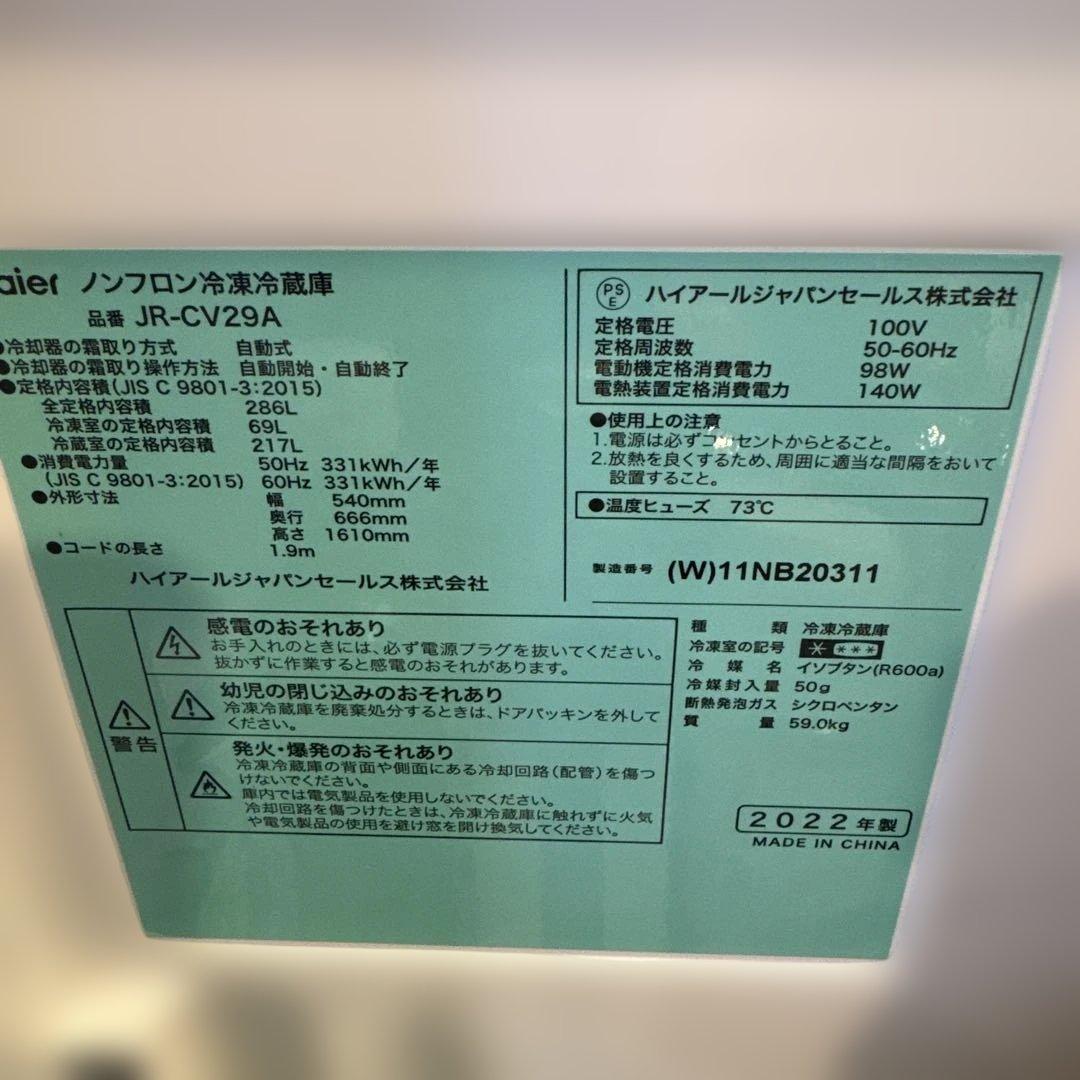 aier ノンフロン冷凍冷蔵庫
品番 JR-CV29A
●冷却器の霜取り方式 自動式
●冷却器の霜取り操作方法 自動開始・自動終了
●定格内容積(JIS C 9801-3:2015)
全定格内容積 286L
冷凍室の定格内容積 69L
冷蔵室の定格内容積 217L
●消費電力量 50Hz 331kWh/年
(JIS C 9801-3:2015) 60Hz 331kWh/年
●外形寸法 幅 540mm
奥行 666mm
高さ 1610mm
●コードの長さ 1.9m
ハイアールジャパンセールス株式会社
PS
E
ハイアールジャパンセールス株式会社
定格電圧 100V
定格周波数 50-60Hz
電動機定格消費電力 98W
電熱装置定格消費電力 140W
●使用上の注意
1.電源は必ずコンセントからとること。
2.放熱を良くするため、周囲に適当な間隔をおいて
設置すること。
●温度ヒューズ 73℃
製造番号 (W)11NB20311
警告
感電のおそれあり
お手入れのときには、必ず電源プラグを抜いてください。
抜かずに作業すると感電のおそれがあります。
幼児の閉じ込みのおそれあり
冷凍冷蔵庫を廃棄処分するときは、ドアパッキンを外して
ください。
発火・爆発のおそれあり
冷凍冷蔵庫の背面や側面にある冷却回路(配管)を傷つ
けないでください。
庫内では電気製品を使用しないでください。
冷却回路を傷つけたときは、冷凍冷蔵庫に触れずに火気
や電気製品の使用を避け窓を開け換気してください。
種類 冷凍冷蔵庫
冷凍室の記号 * ***
冷媒名 イソブタン(R600a)
冷媒封入量 50g
断熱発泡ガス シクロペンタン
質量 59.0kg
2022年製
MADE IN CHINA